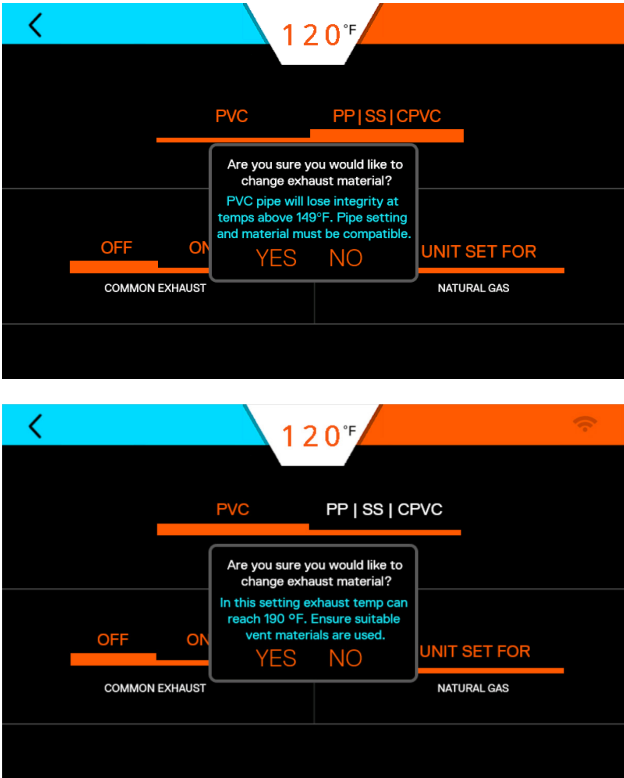 120°F
PVC PP|SS|CPVC
Are you sure you would like to
change exhaust material?
PVC pipe will lose integrity at
temps above 149°F. Pipe setting
and material must be compatible.
YES NO
OFF ON
UNIT SET FOR
COMMON EXHAUST
NATURAL GAS
120°F
PVC PP | SS | CPVC
Are you sure you would like to
change exhaust material?
In this setting exhaust temp can
reach 190 ºF. Ensure suitable
vent materials are used.
YES NO
OFF ON
UNIT SET FOR
COMMON EXHAUST
NATURAL GAS